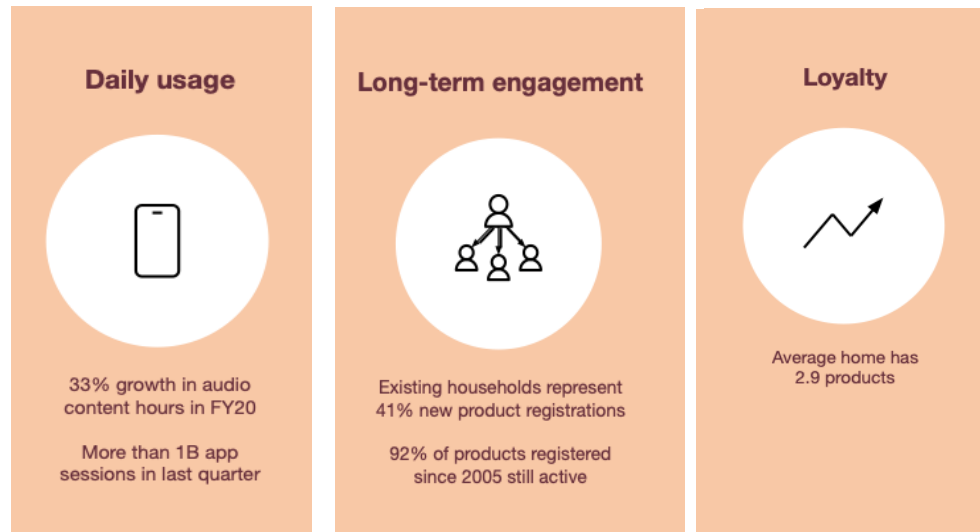 Daily usage
33% growth in audio
content hours in FY20
More than 1B app
sessions in last quarter
Long-term engagement
Existing households represent
41% new product registrations
92% of products registered
since 2005 still active
Loyalty
Average home has
2.9 products